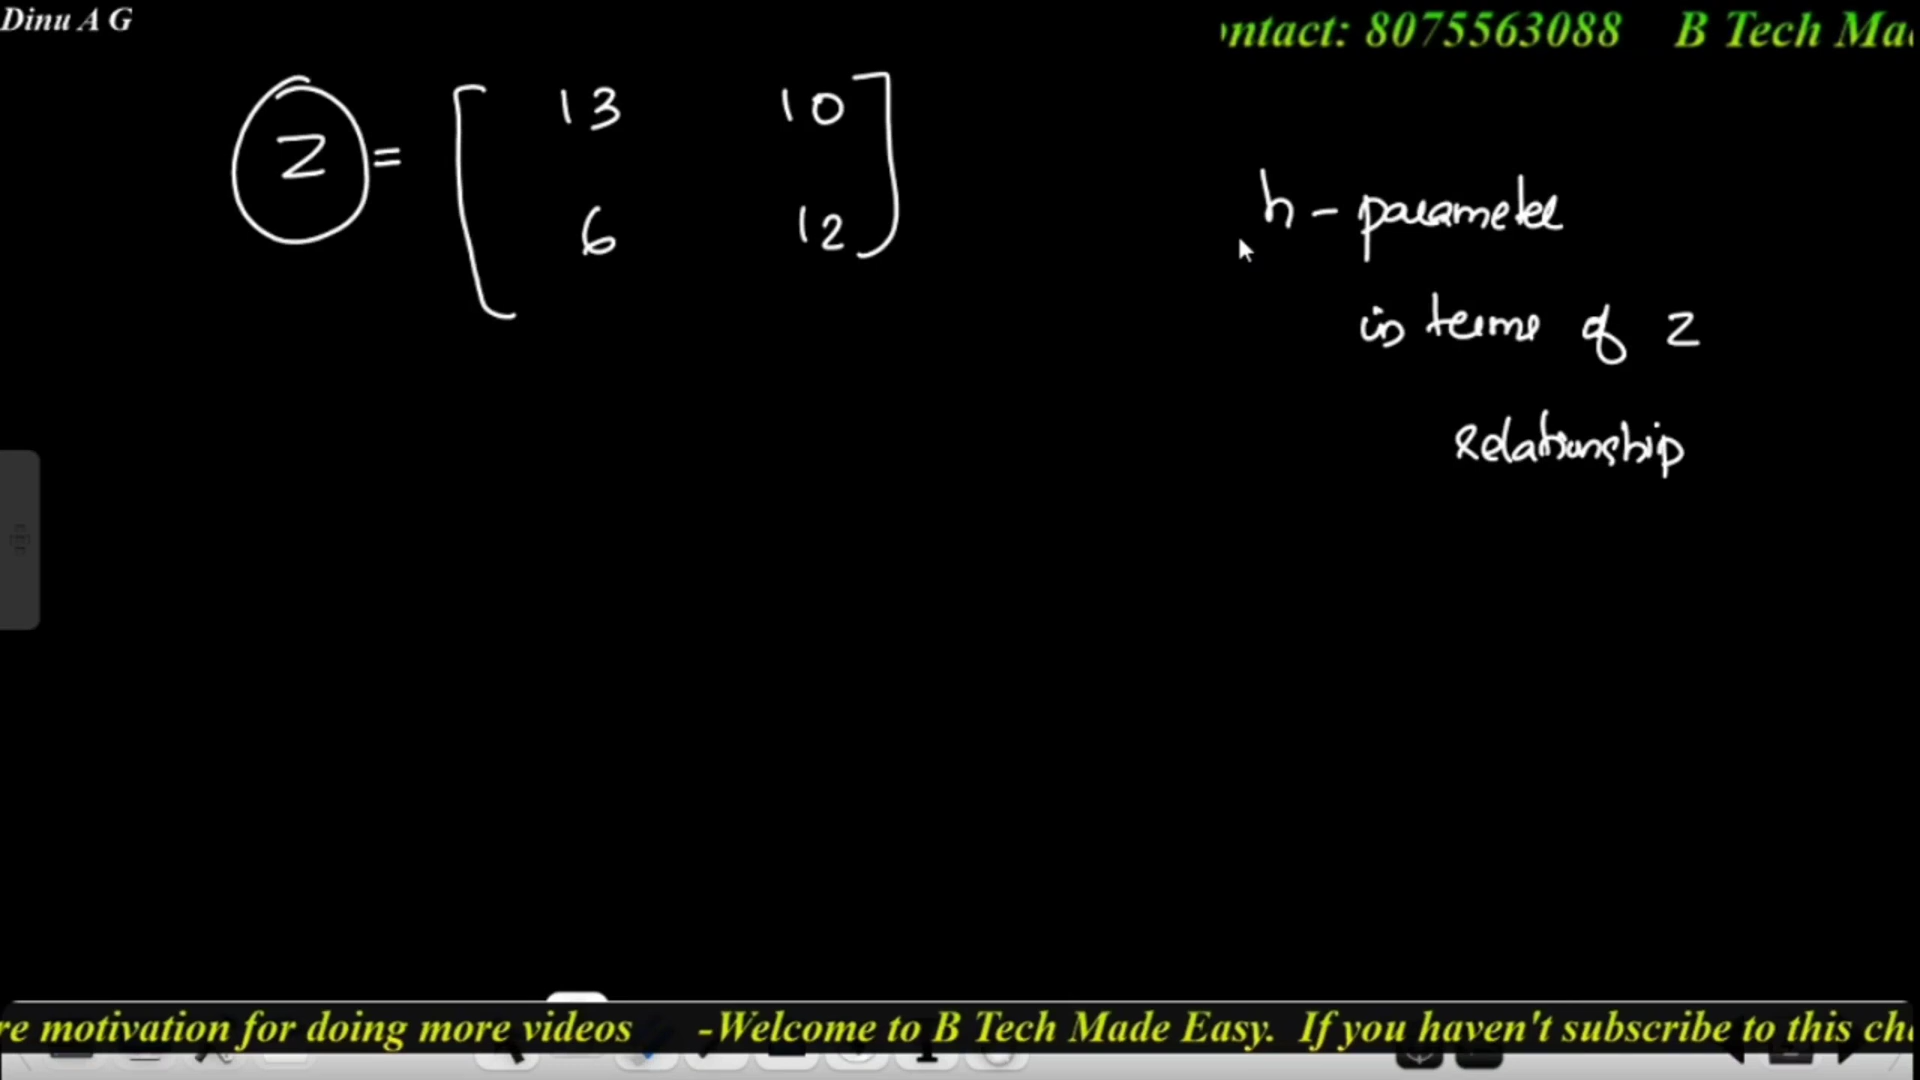 Dinu A G
ontact: 8075563088 B Tech Ma
Z = [ 13 10
6 12 ]
h - parameter
in terms of z
relationship
re motivation for doing more videos -Welcome to B Tech Made Easy. If you haven't subscribe to this ch